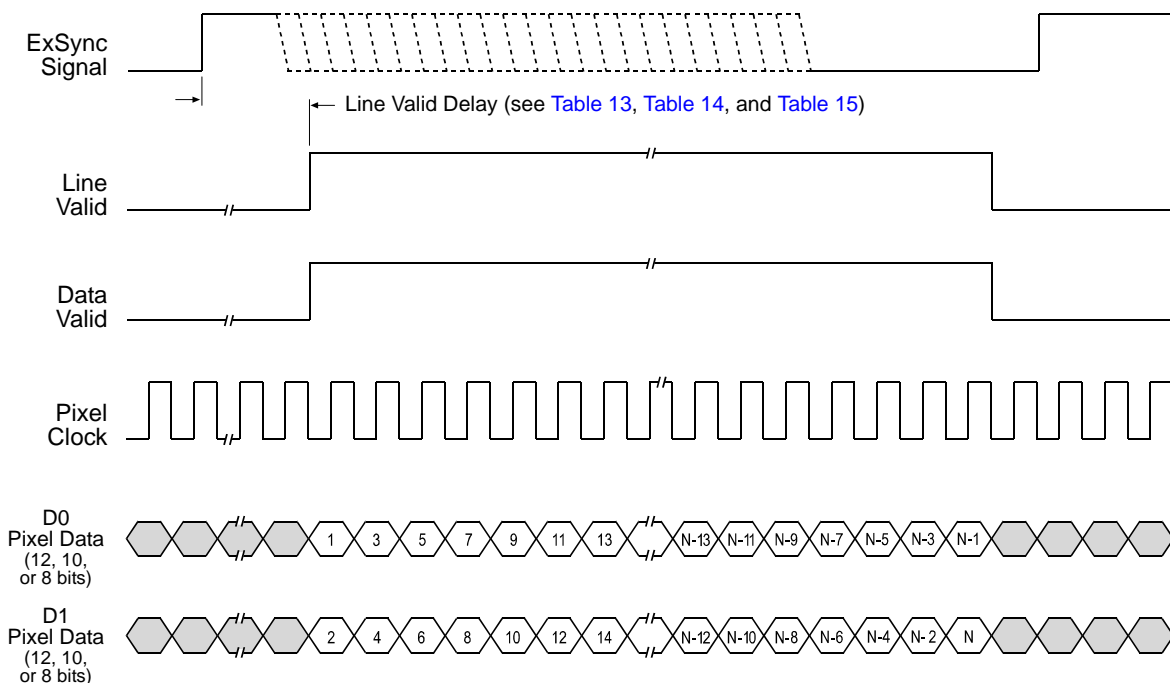 ExSync
Signal
Line Valid Delay (see Table 13, Table 14, and Table 15)
Line
Valid
Data
Valid
Pixel
Clock
D0
Pixel Data
(12, 10,
or 8 bits)
1 3 5 7 9 11 13 N-13 N-11 N-9 N-7 N-5 N-3 N-1
D1
Pixel Data
(12, 10,
or 8 bits)
2 4 6 8 10 12 14 N-12 N-10 N-8 N-6 N-4 N- 2 N